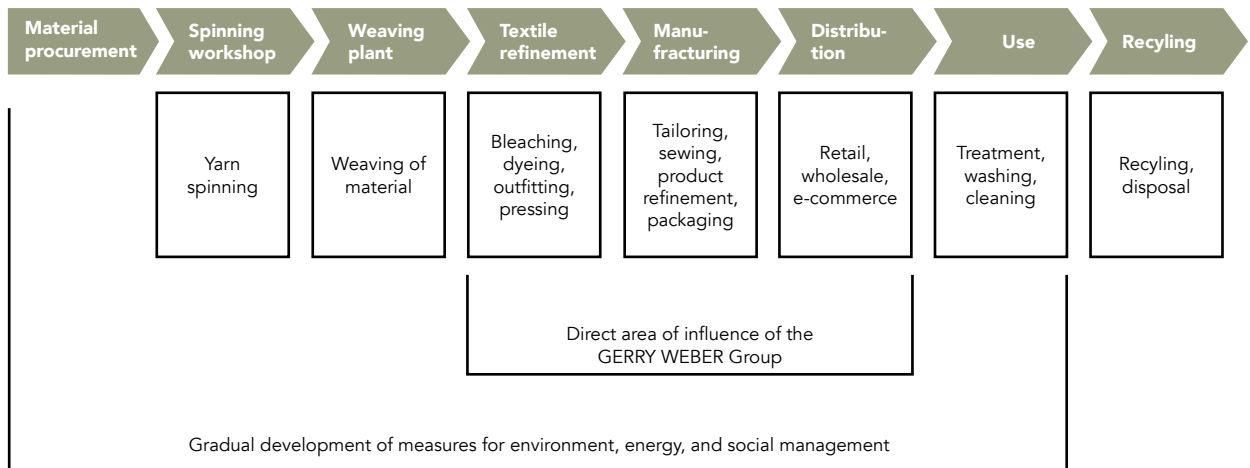 Material
procurement
Spinning
workshop
Weaving
plant
Textile
refinement
Manu-
fracturing
Distribu-
tion
Use
Recyling
Yarn
spinning
Weaving of
material
Bleaching,
dyeing,
outfitting,
pressing
Tailoring,
sewing,
product
refinement,
packaging
Retail,
wholesale,
e-commerce
Treatment,
washing,
cleaning
Recyling,
disposal
Direct area of influence of the
GERRY WEBER Group
Gradual development of measures for environment, energy, and social management